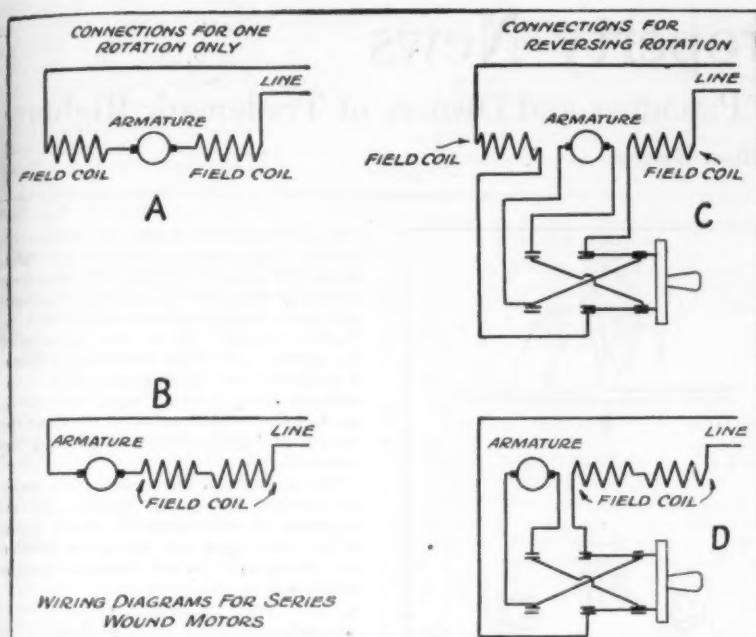 CONNECTIONS FOR ONE
ROTATION ONLY
LINE
ARMATURE
FIELD COIL
FIELD COIL
A
CONNECTIONS FOR
REVERSING ROTATION
LINE
ARMATURE
FIELD COIL
FIELD COIL
C
B
ARMATURE
LINE
FIELD COIL
WIRING DIAGRAMS FOR SERIES
WOUND MOTORS
ARMATURE
LINE
FIELD COIL
D